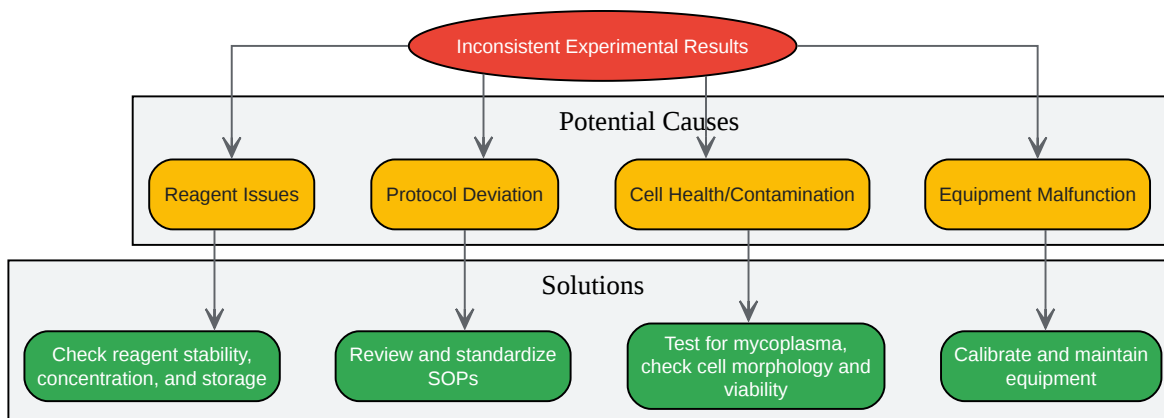 Inconsistent Experimental Results
Potential Causes
Reagent Issues
Protocol Deviation
Cell Health/Contamination
Equipment Malfunction
Solutions
Check reagent stability,
concentration, and storage
Review and standardize
SOPs
Test for mycoplasma,
check cell morphology and
viability
Calibrate and maintain
equipment